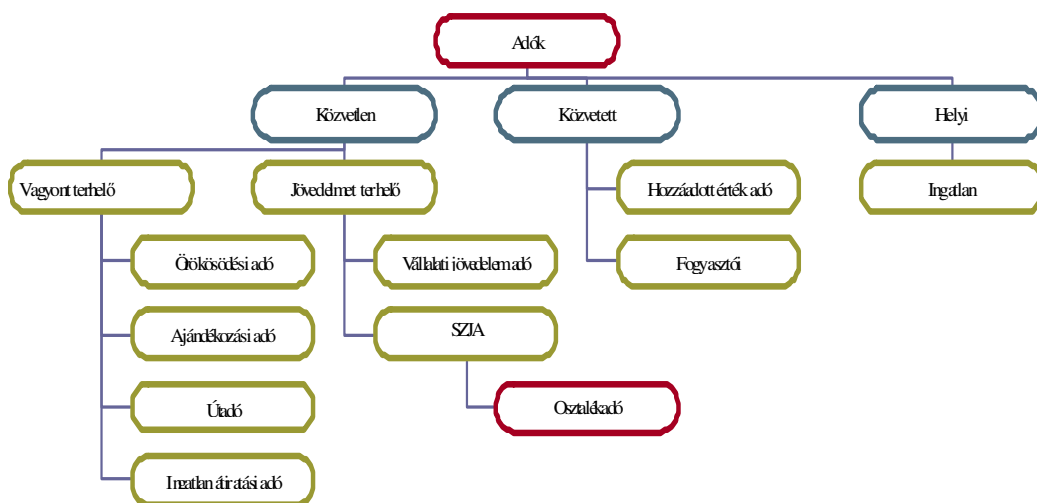 Adók
Közvetlen
Közvetett
Helyi
Vagyont terhelő
Jövedelmet terhelő
Hozzáadott érték adó
Ingatlan
Örökösödési adó
Vállalati jövedelem adó
Fogyasztói
Ajándékozási adó
SZJA
Útadó
Osztalékadó
Ingatlan átiratási adó